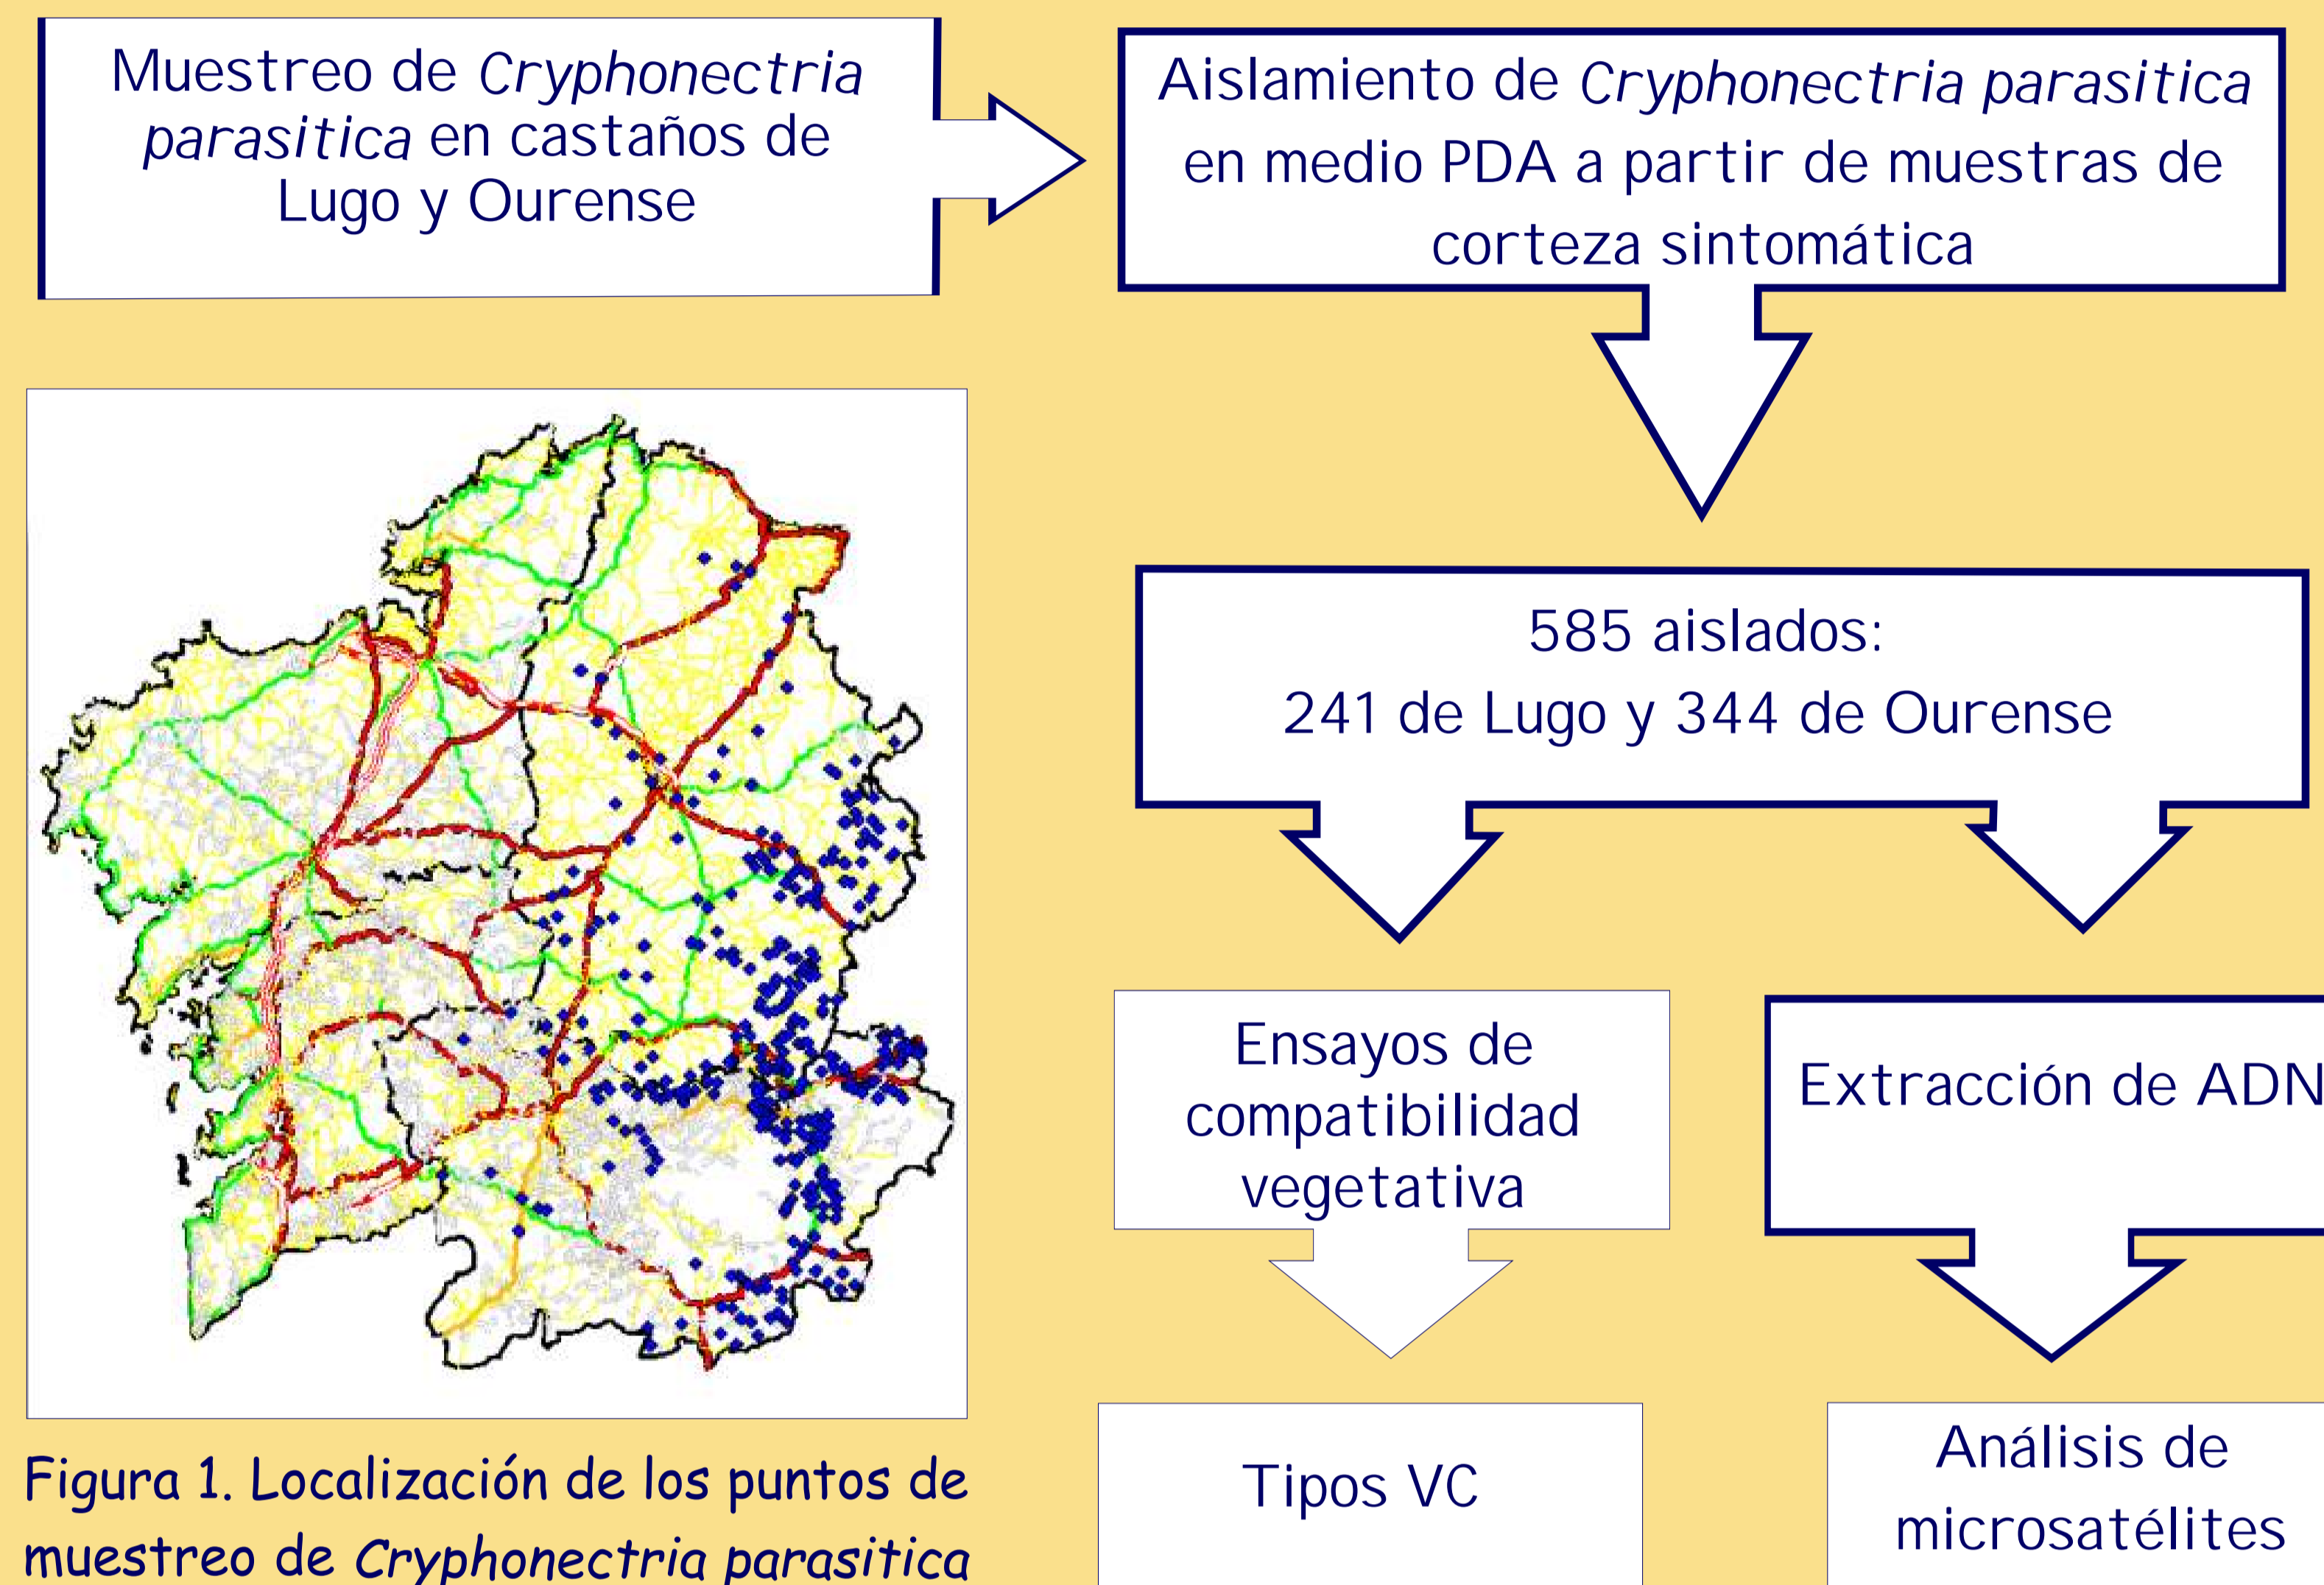 Muestreo de Cryphonectria
parasitica en castaños de
Lugo y Ourense
Aislamiento de Cryphonectria parasitica
en medio PDA a partir de muestras de
corteza sintomática
585 aislados:
241 de Lugo y 344 de Ourense
Ensayos de
compatibilidad
vegetativa
Extracción de ADN
Tipos VC
Análisis de
microsatélites
Figura 1. Localización de los puntos de
muestreo de Cryphonectria parasitica